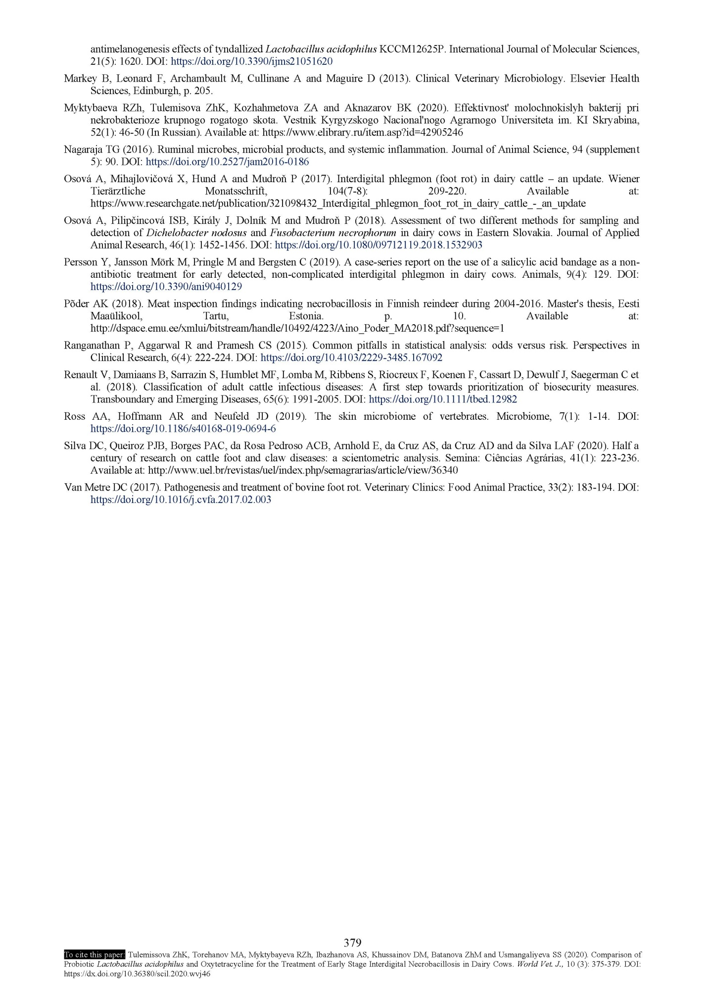 antimelanogenesis effects of tyndallized Lactobacillus acidophilus KCCM12625P. International Journal of Molecular Sciences,
21(5): 1620. DOI: https://doi.org/10.3390/ijms21051620
Markey B, Leonard F, Archambault M, Cullinane A and Maguire D (2013). Clinical Veterinary Microbiology. Elsevier Health
Sciences, Edinburgh, p. 205.
Myktybaeva RZh, Tulemisova ZhK, Kozhahmetova ZA and Aknazarov BK (2020). Effektivnost' molochnokislyh bakterij pri
nekrobakterioze krupnogo rogatogo skota. Vestnik Kyrgyzskogo Nacional'nogo Agrarnogo Universiteta im. KI Skryabina,
52(1): 46-50 (In Russian). Available at: https://www.elibrary.ru/item.asp?id=42905246
Nagaraja TG (2016). Ruminal microbes, microbial products, and systemic inflammation. Journal of Animal Science, 94 (supplement
5): 90. DOI: https://doi.org/10.2527/jam2016-0186
Osová A, Mihajlovičová X, Hund A and Mudroň P (2017). Interdigital phlegmon (foot rot) in dairy cattle – an update. Wiener
Tierärztliche Monatsschrift, 104(7-8): 209-220. Available at:
https://www.researchgate.net/publication/321098432_Interdigital_phlegmon_foot_rot_in_dairy_cattle_-_an_update
Osová A, Pilipčincová ISB, Király J, Dolník M and Mudroň P (2018). Assessment of two different methods for sampling and
detection of Dichelobacter nodosus and Fusobacterium necrophorum in dairy cows in Eastern Slovakia. Journal of Applied
Animal Research, 46(1): 1452-1456. DOI: https://doi.org/10.1080/09712119.2018.1532903
Persson Y, Jansson Mörk M, Pringle M and Bergsten C (2019). A case-series report on the use of a salicylic acid bandage as a non-
antibiotic treatment for early detected, non-complicated interdigital phlegmon in dairy cows. Animals, 9(4): 129. DOI:
https://doi.org/10.3390/ani9040129
Põder AK (2018). Meat inspection findings indicating necrobacillosis in Finnish reindeer during 2004-2016. Master's thesis, Eesti
Maaülikool, Tartu, Estonia. p. 10. Available at:
http://dspace.emu.ee/xmlui/bitstream/handle/10492/4223/Aino_Poder_MA2018.pdf?sequence=1
Ranganathan P, Aggarwal R and Pramesh CS (2015). Common pitfalls in statistical analysis: odds versus risk. Perspectives in
Clinical Research, 6(4): 222-224. DOI: https://doi.org/10.4103/2229-3485.167092
Renault V, Damiaans B, Sarrazin S, Humblet MF, Lomba M, Ribbens S, Riocreux F, Koenen F, Cassart D, Dewulf J, Saegerman C et
al. (2018). Classification of adult cattle infectious diseases: A first step towards prioritization of biosecurity measures.
Transboundary and Emerging Diseases, 65(6): 1991-2005. DOI: https://doi.org/10.1111/tbed.12982
Ross AA, Hoffmann AR and Neufeld JD (2019). The skin microbiome of vertebrates. Microbiome, 7(1): 1-14. DOI:
https://doi.org/10.1186/s40168-019-0694-6
Silva DC, Queiroz PJB, Borges PAC, da Rosa Pedroso ACB, Arnhold E, da Cruz AS, da Cruz AD and da Silva LAF (2020). Half a
century of research on cattle foot and claw diseases: a scientometric analysis. Semina: Ciências Agrárias, 41(1): 223-236.
Available at: http://www.uel.br/revistas/uel/index.php/semagrarias/article/view/36340
Van Metre DC (2017). Pathogenesis and treatment of bovine foot rot. Veterinary Clinics: Food Animal Practice, 33(2): 183-194. DOI:
https://doi.org/10.1016/j.cvfa.2017.02.003
379
To cite this paper: Tulemissova ZhK, Torehanov MA, Myktybayeva RZh, Ibazhanova AS, Khussainov DM, Batanova ZhM and Usmangaliyeva SS (2020). Comparison of
Probiotic Lactobacillus acidophilus and Oxytetracycline for the Treatment of Early Stage Interdigital Necrobacillosis in Dairy Cows. World Vet. J., 10 (3): 375-379. DOI:
https://dx.doi.org/10.36380/scil.2020.wvj46